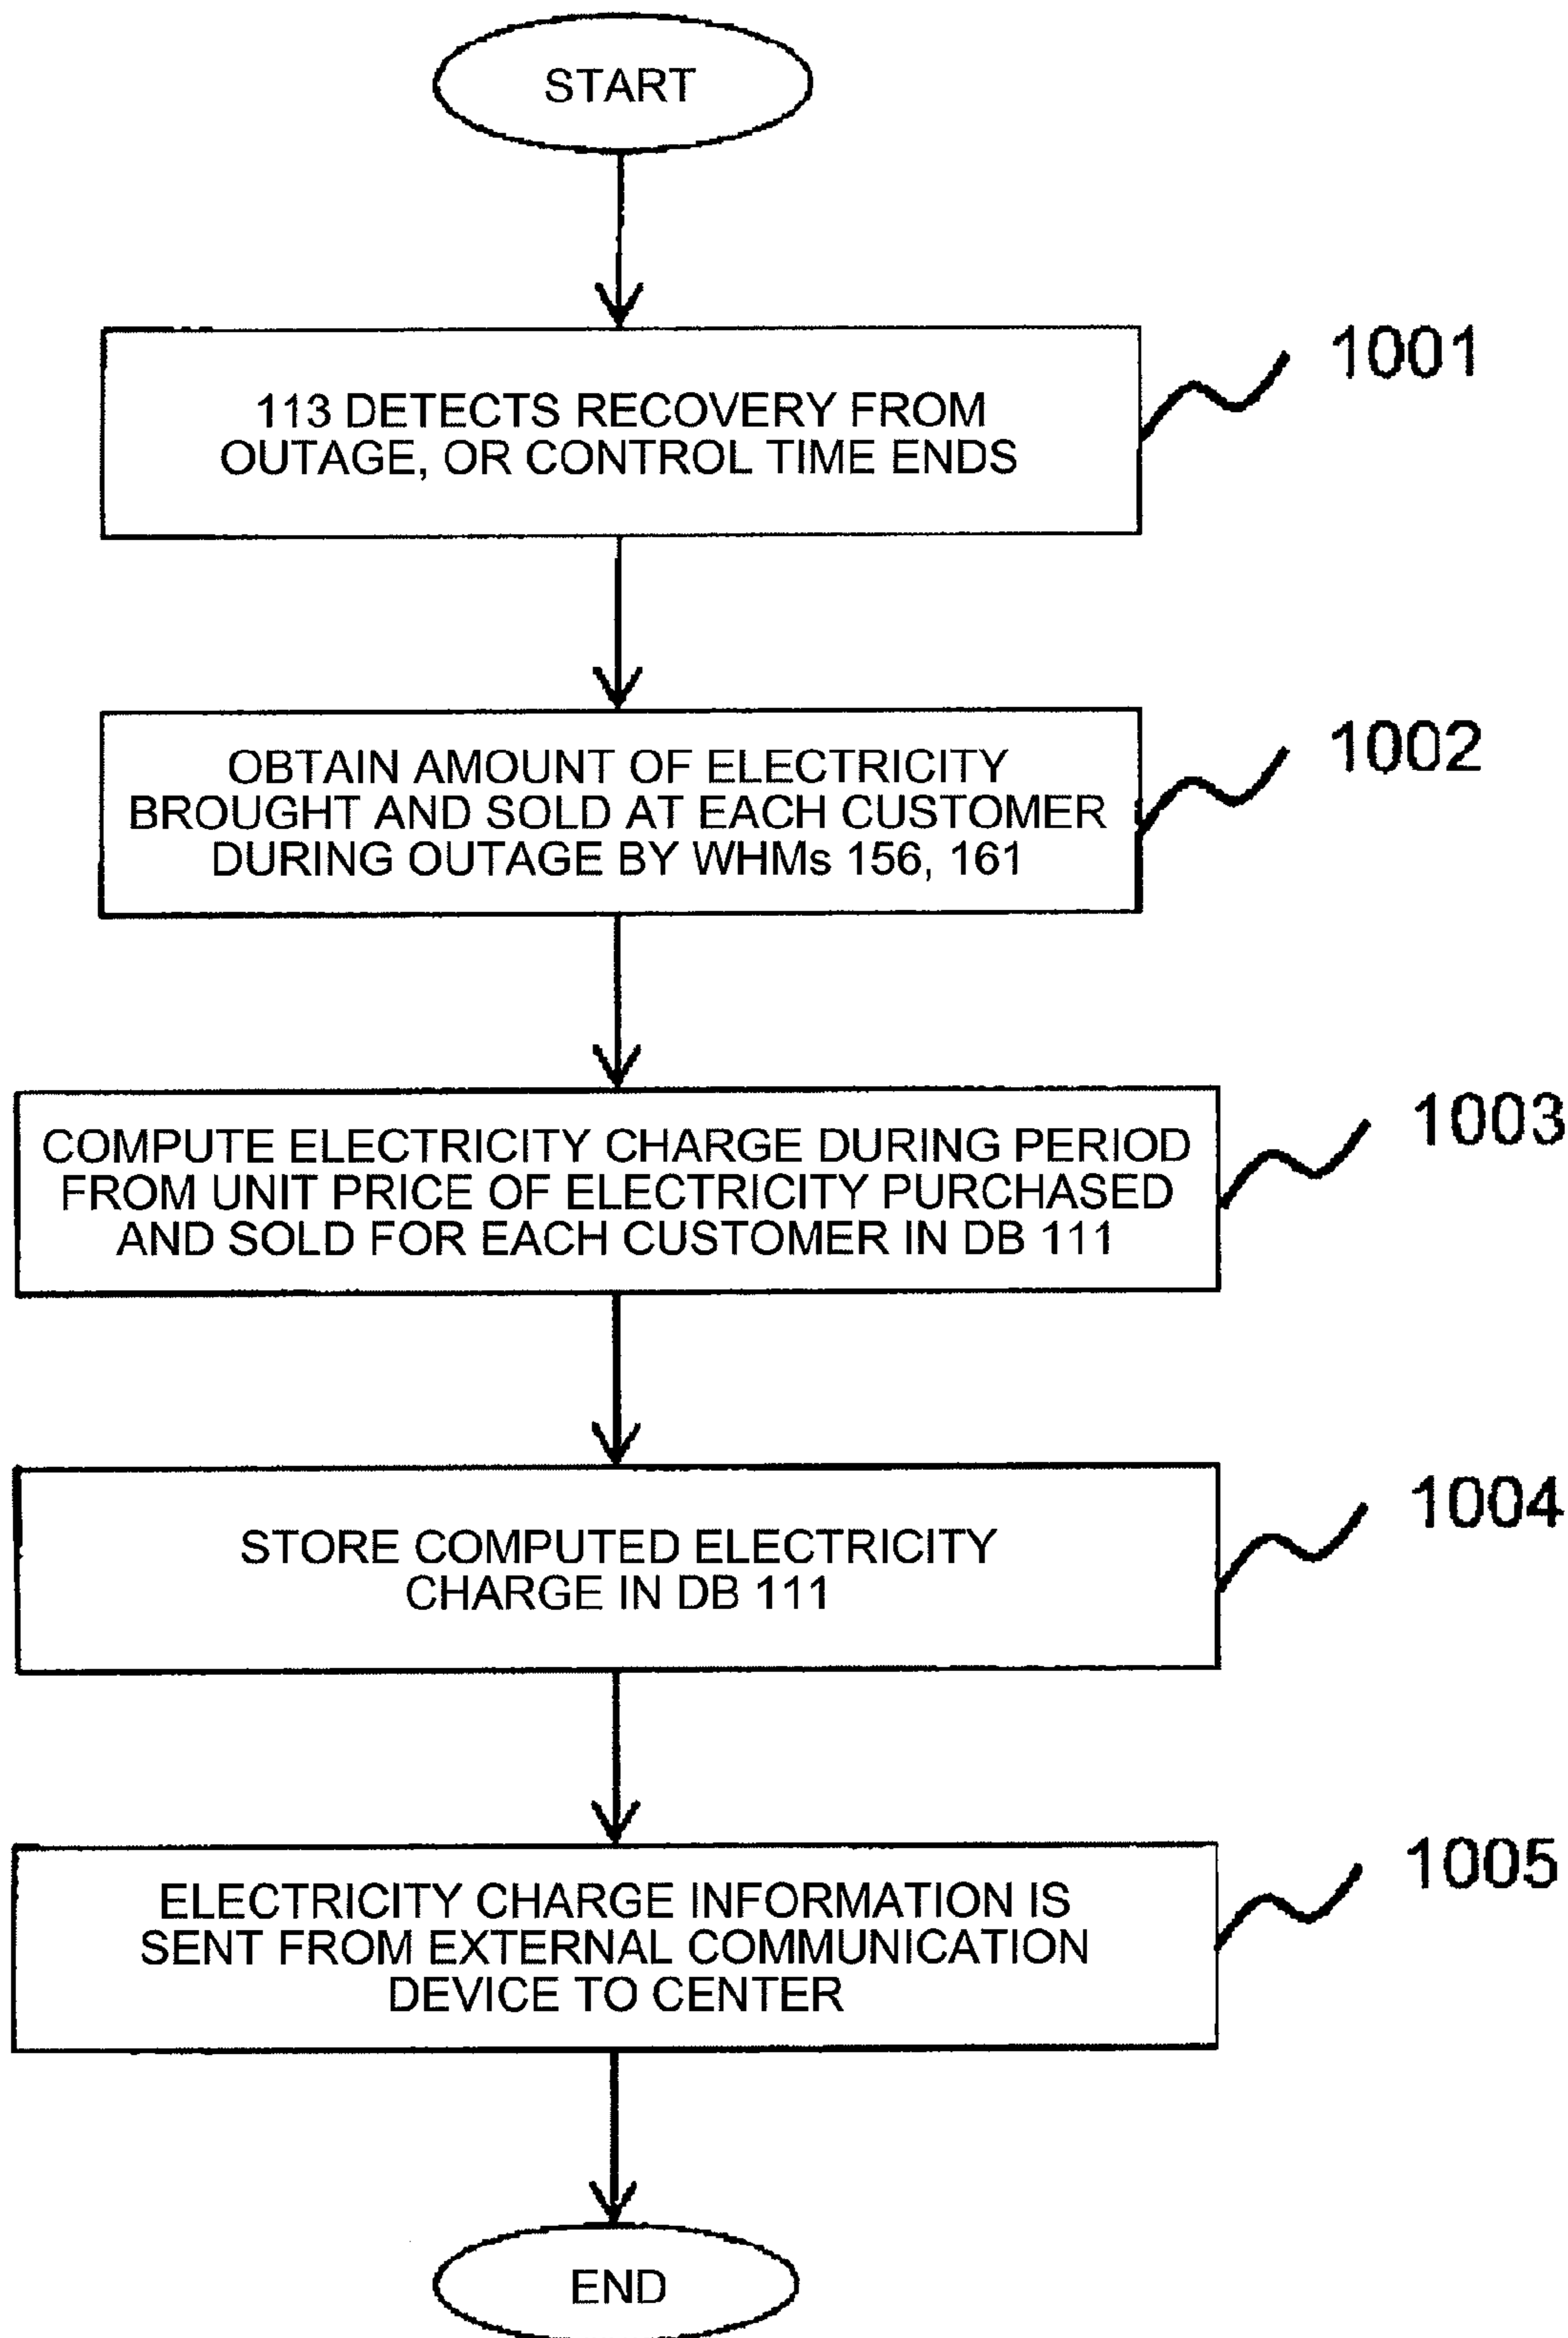 START
113 DETECTS RECOVERY FROM
OUTAGE, OR CONTROL TIME ENDS
1001
OBTAIN AMOUNT OF ELECTRICITY
BROUGHT AND SOLD AT EACH CUSTOMER
DURING OUTAGE BY WHMs 156, 161
1002
COMPUTE ELECTRICITY CHARGE DURING PERIOD
FROM UNIT PRICE OF ELECTRICITY PURCHASED
AND SOLD FOR EACH CUSTOMER IN DB 111
1003
STORE COMPUTED ELECTRICITY
CHARGE IN DB 111
1004
ELECTRICITY CHARGE INFORMATION IS
SENT FROM EXTERNAL COMMUNICATION
DEVICE TO CENTER
1005
END